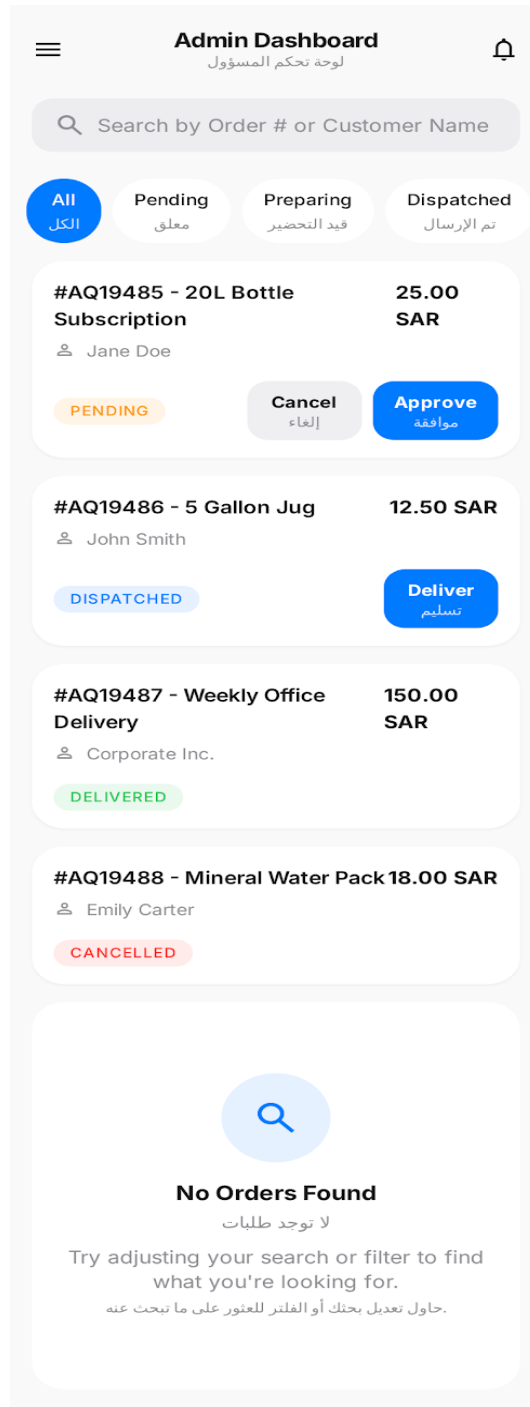 Admin Dashboard
لوحة تحكم المسؤول
Search by Order # or Customer Name
All
الكل
Pending
معلق
Preparing
قيد التحضير
Dispatched
تم الإرسال
#AQ19485 - 20L Bottle
Subscription
25.00
SAR
Jane Doe
PENDING
Cancel
إلغاء
Approve
موافقة
#AQ19486 - 5 Gallon Jug
12.50 SAR
John Smith
DISPATCHED
Deliver
تسليم
#AQ19487 - Weekly Office
Delivery
150.00
SAR
Corporate Inc.
DELIVERED
#AQ19488 - Mineral Water Pack
18.00 SAR
Emily Carter
CANCELLED
No Orders Found
لا توجد طلبات
Try adjusting your search or filter to find
what you're looking for.
حاول تعديل بحثك أو الفلتر للعثور على ما تبحث عنه.